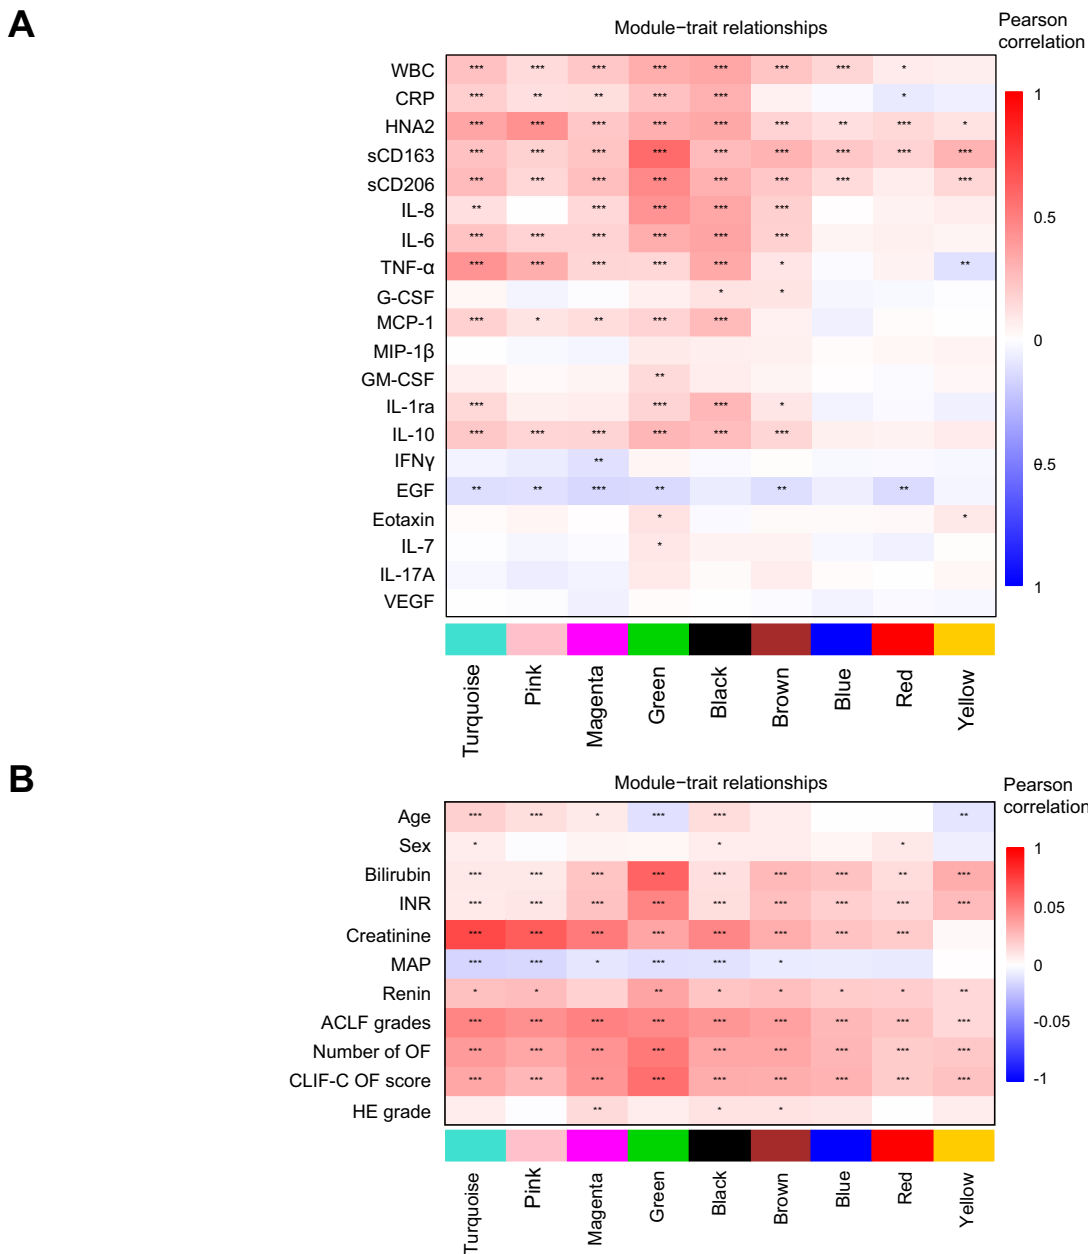 A
Module−trait relationships
Pearson
correlation
WBC *** *** *** *** *** *** *** *
CRP *** ** ** *** *** *
HNA2 *** *** *** *** *** *** ** *** *
sCD163 *** *** *** *** *** *** *** *** ***
sCD206 *** *** *** *** *** *** *** ***
IL-8 ** *** *** *** ***
IL-6 *** *** *** *** *** ***
TNF-α *** *** *** *** *** * **
G-CSF * *
MCP-1 *** * ** *** ***
MIP-1β
GM-CSF **
IL-1ra *** *** *** *
IL-10 *** *** *** *** *** ***
IFNγ **
EGF ** ** *** ** ** **
Eotaxin * *
IL-7 *
IL-17A
VEGF
1
0.5
0
θ.5
1
Turquoise
Pink
Magenta
Green
Black
Brown
Blue
Red
Yellow
B
Module−trait relationships
Pearson
correlation
Age *** *** * *** *** **
Sex * * *
Bilirubin *** *** *** *** *** *** *** ** ***
INR *** *** *** *** *** *** *** *** ***
Creatinine *** *** *** *** *** *** *** ***
MAP *** *** * *** *** *
Renin * * ** * * * * **
ACLF grades *** *** *** *** *** *** *** *** ***
Number of OF *** *** *** *** *** *** *** *** ***
CLIF-C OF score *** *** *** *** *** *** *** *** ***
HE grade ** * *
1
0.05
0
-0.05
-1
Turquoise
Pink
Magenta
Green
Black
Brown
Blue
Red
Yellow